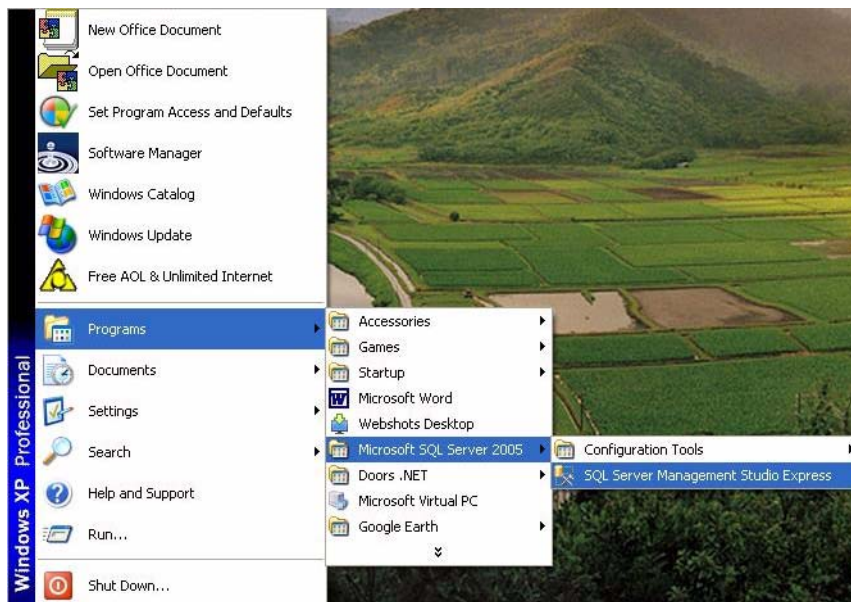 New Office Document
Open Office Document
Set Program Access and Defaults
Software Manager
Windows Catalog
Windows Update
Free AOL & Unlimited Internet
Programs
Documents
Settings
Search
Help and Support
Run...
Shut Down...
Windows XP Professional
Accessories
Games
Startup
Microsoft Word
Webshots Desktop
Microsoft SQL Server 2005
Doors .NET
Microsoft Virtual PC
Google Earth
Configuration Tools
SQL Server Management Studio Express